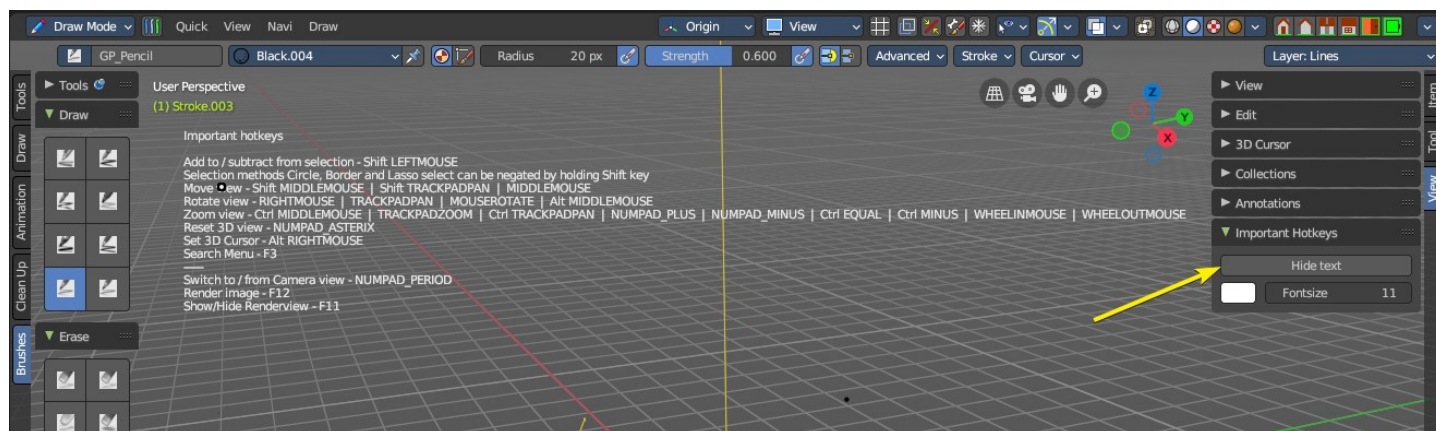 Draw Mode Quick View Navi Draw Origin View
GP_Pencil Black.004 Radius 20 px Strength 0.600 Advanced Stroke Cursor Layer: Lines
Tools
Draw
Animation
Clean Up
Brushes
Tools
Draw
Erase
User Perspective
(1) Stroke.003
Important hotkeys
Add to / subtract from selection - Shift LEFTMOUSE
Selection methods Circle, Border and Lasso select can be negated by holding Shift key
Move ew - Shift MIDDLEMOUSE | Shift TRACKPADPAN | MIDDLEMOUSE
Rotate view - RIGHTMOUSE | TRACKPADPAN | MOUSEROTATE | Alt MIDDLEMOUSE
Zoom view - Ctrl MIDDLEMOUSE | TRACKPADZOOM | Ctrl TRACKPADPAN | NUMPAD_PLUS | NUMPAD_MINUS | Ctrl EQUAL | Ctrl MINUS | WHEELINMOUSE | WHEELOUTMOUSE
Reset 3D view - NUMPAD_ASTERIX
Set 3D Cursor - Alt RIGHTMOUSE
Search Menu - F3
Switch to / from Camera view - NUMPAD_PERIOD
Render image - F12
Show/Hide Renderview - F11
Z
Y
X
View
Edit
3D Cursor
Collections
Annotations
Important Hotkeys
Hide text
Fontsize 11
Item
Tool
View